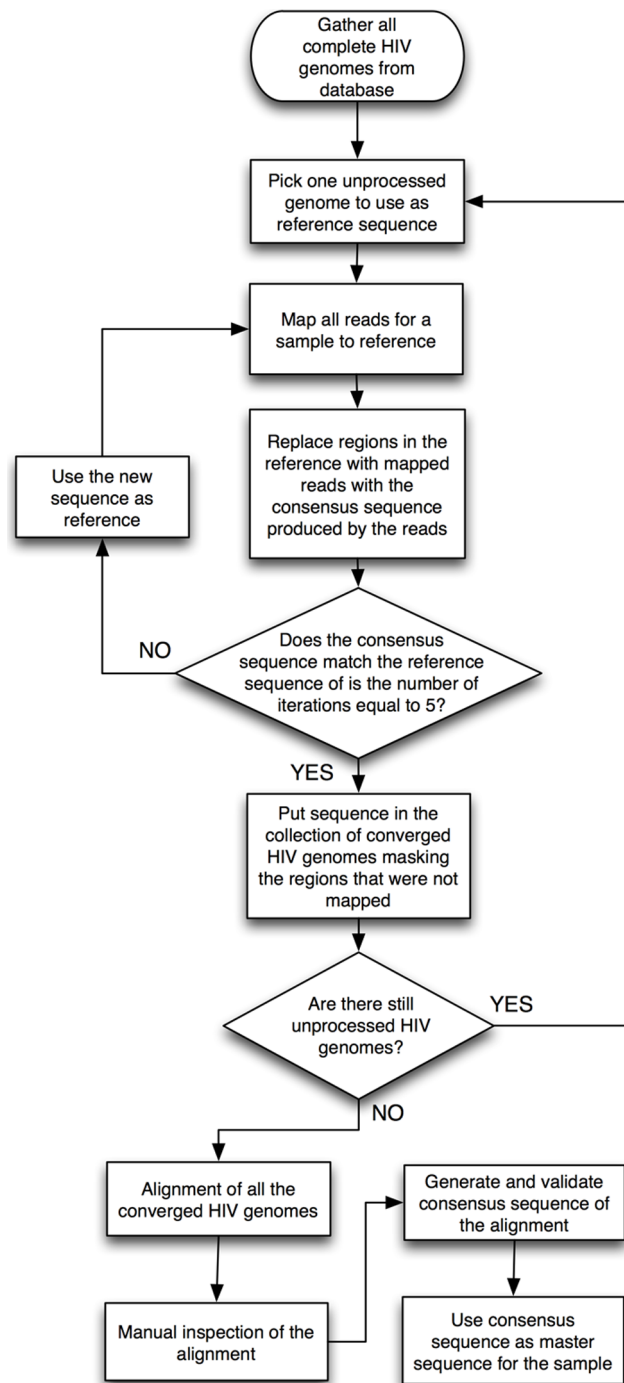 Gather all
complete HIV
genomes from
database
Pick one unprocessed
genome to use as
reference sequence
Map all reads for a
sample to reference
Replace regions in the
reference with mapped
reads with the
consensus sequence
produced by the reads
Use the new
sequence as
reference
NO
Does the consensus
sequence match the reference
sequence of is the number of
iterations equal to 5?
YES
Put sequence in the
collection of converged
HIV genomes masking
the regions that were not
mapped
Are there still
unprocessed HIV
genomes?
YES
NO
Alignment of all the
converged HIV genomes
Manual inspection of the
alignment
Generate and validate
consensus sequence of
the alignment
Use consensus
sequence as master
sequence for the sample